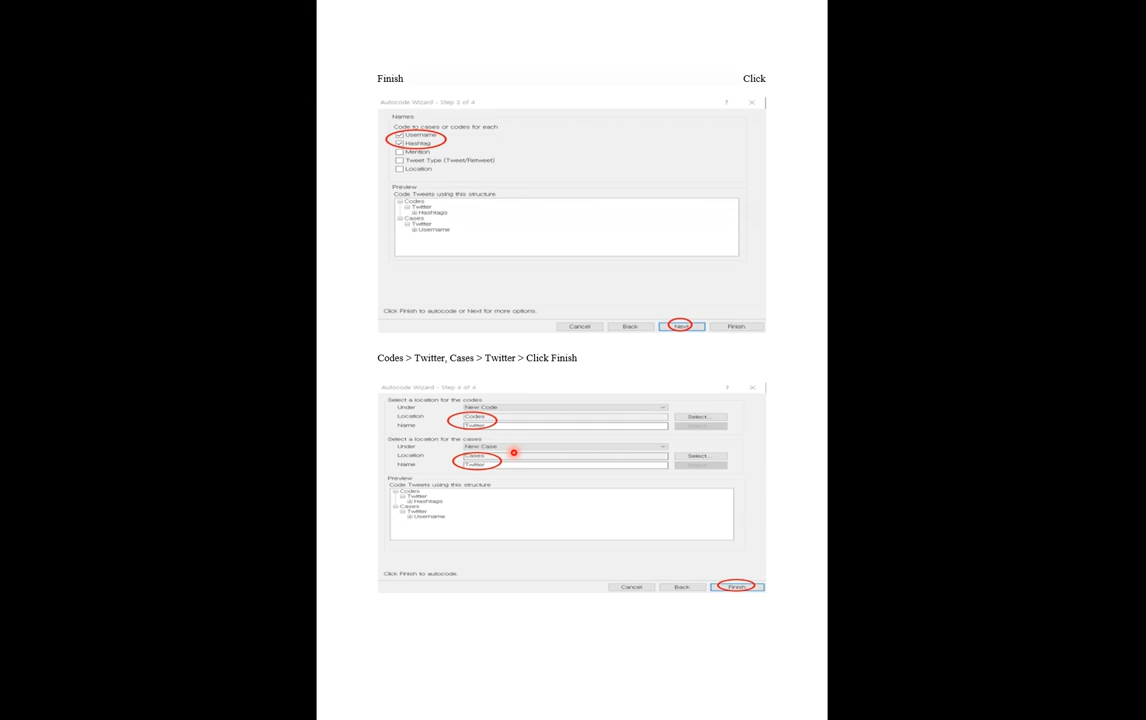 Finish Click
Autocode Wizard - Step 3 of 4 ? ×
Names
Code to cases or codes for each
Username
Hashtag
Mention
Tweet Type (Tweet/Retweet)
Location
Preview
Code Tweets using this structure
Codes
Twitter
Hashtags
Cases
Twitter
Username
Click Finish to autocode or Next for more options.
Cancel Back Next Finish
Codes > Twitter, Cases > Twitter > Click Finish
Autocode Wizard - Step 4 of 4 ? ×
Select a location for the codes
Under New Code
Location Codes Select...
Name Twitter Select...
Select a location for the cases
Under New Case
Location Cases Select...
Name Twitter
Preview
Code Tweets using this structure
Codes
Twitter
Hashtags
Cases
Twitter
Username
Click Finish to autocode.
Cancel Back Finish